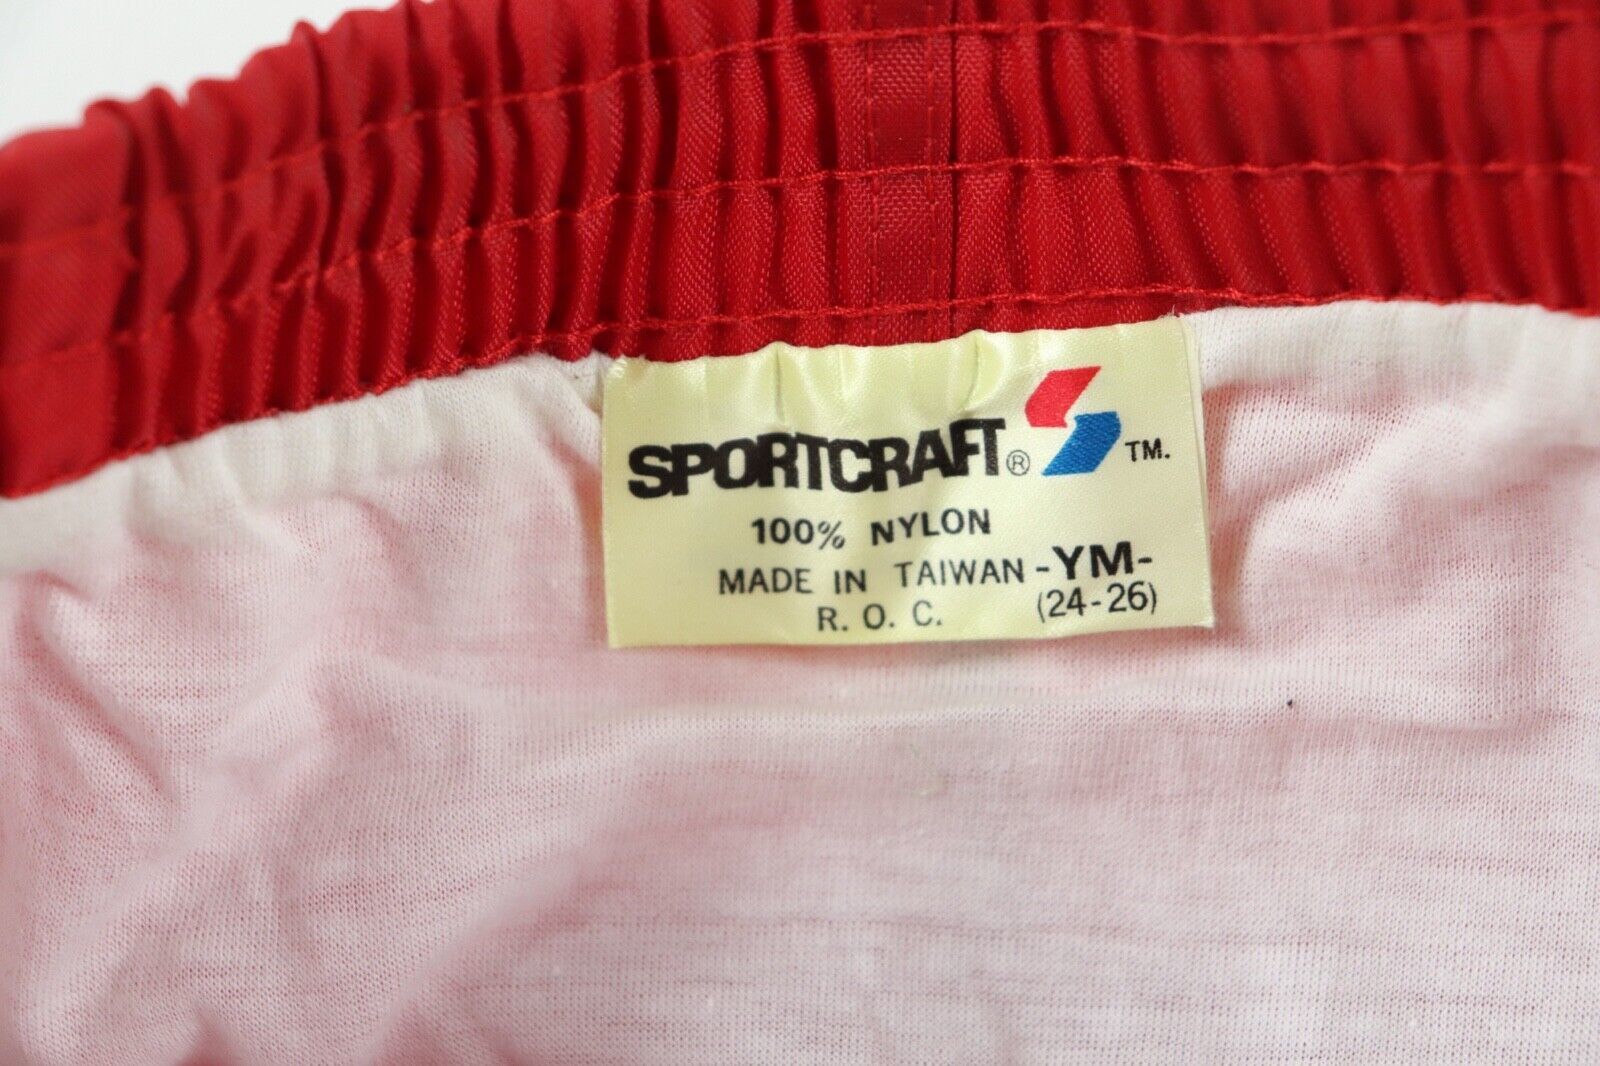 SPORTCRAFT® TM.
100% NYLON
MADE IN TAIWAN -YM-
R. O. C. (24-26)